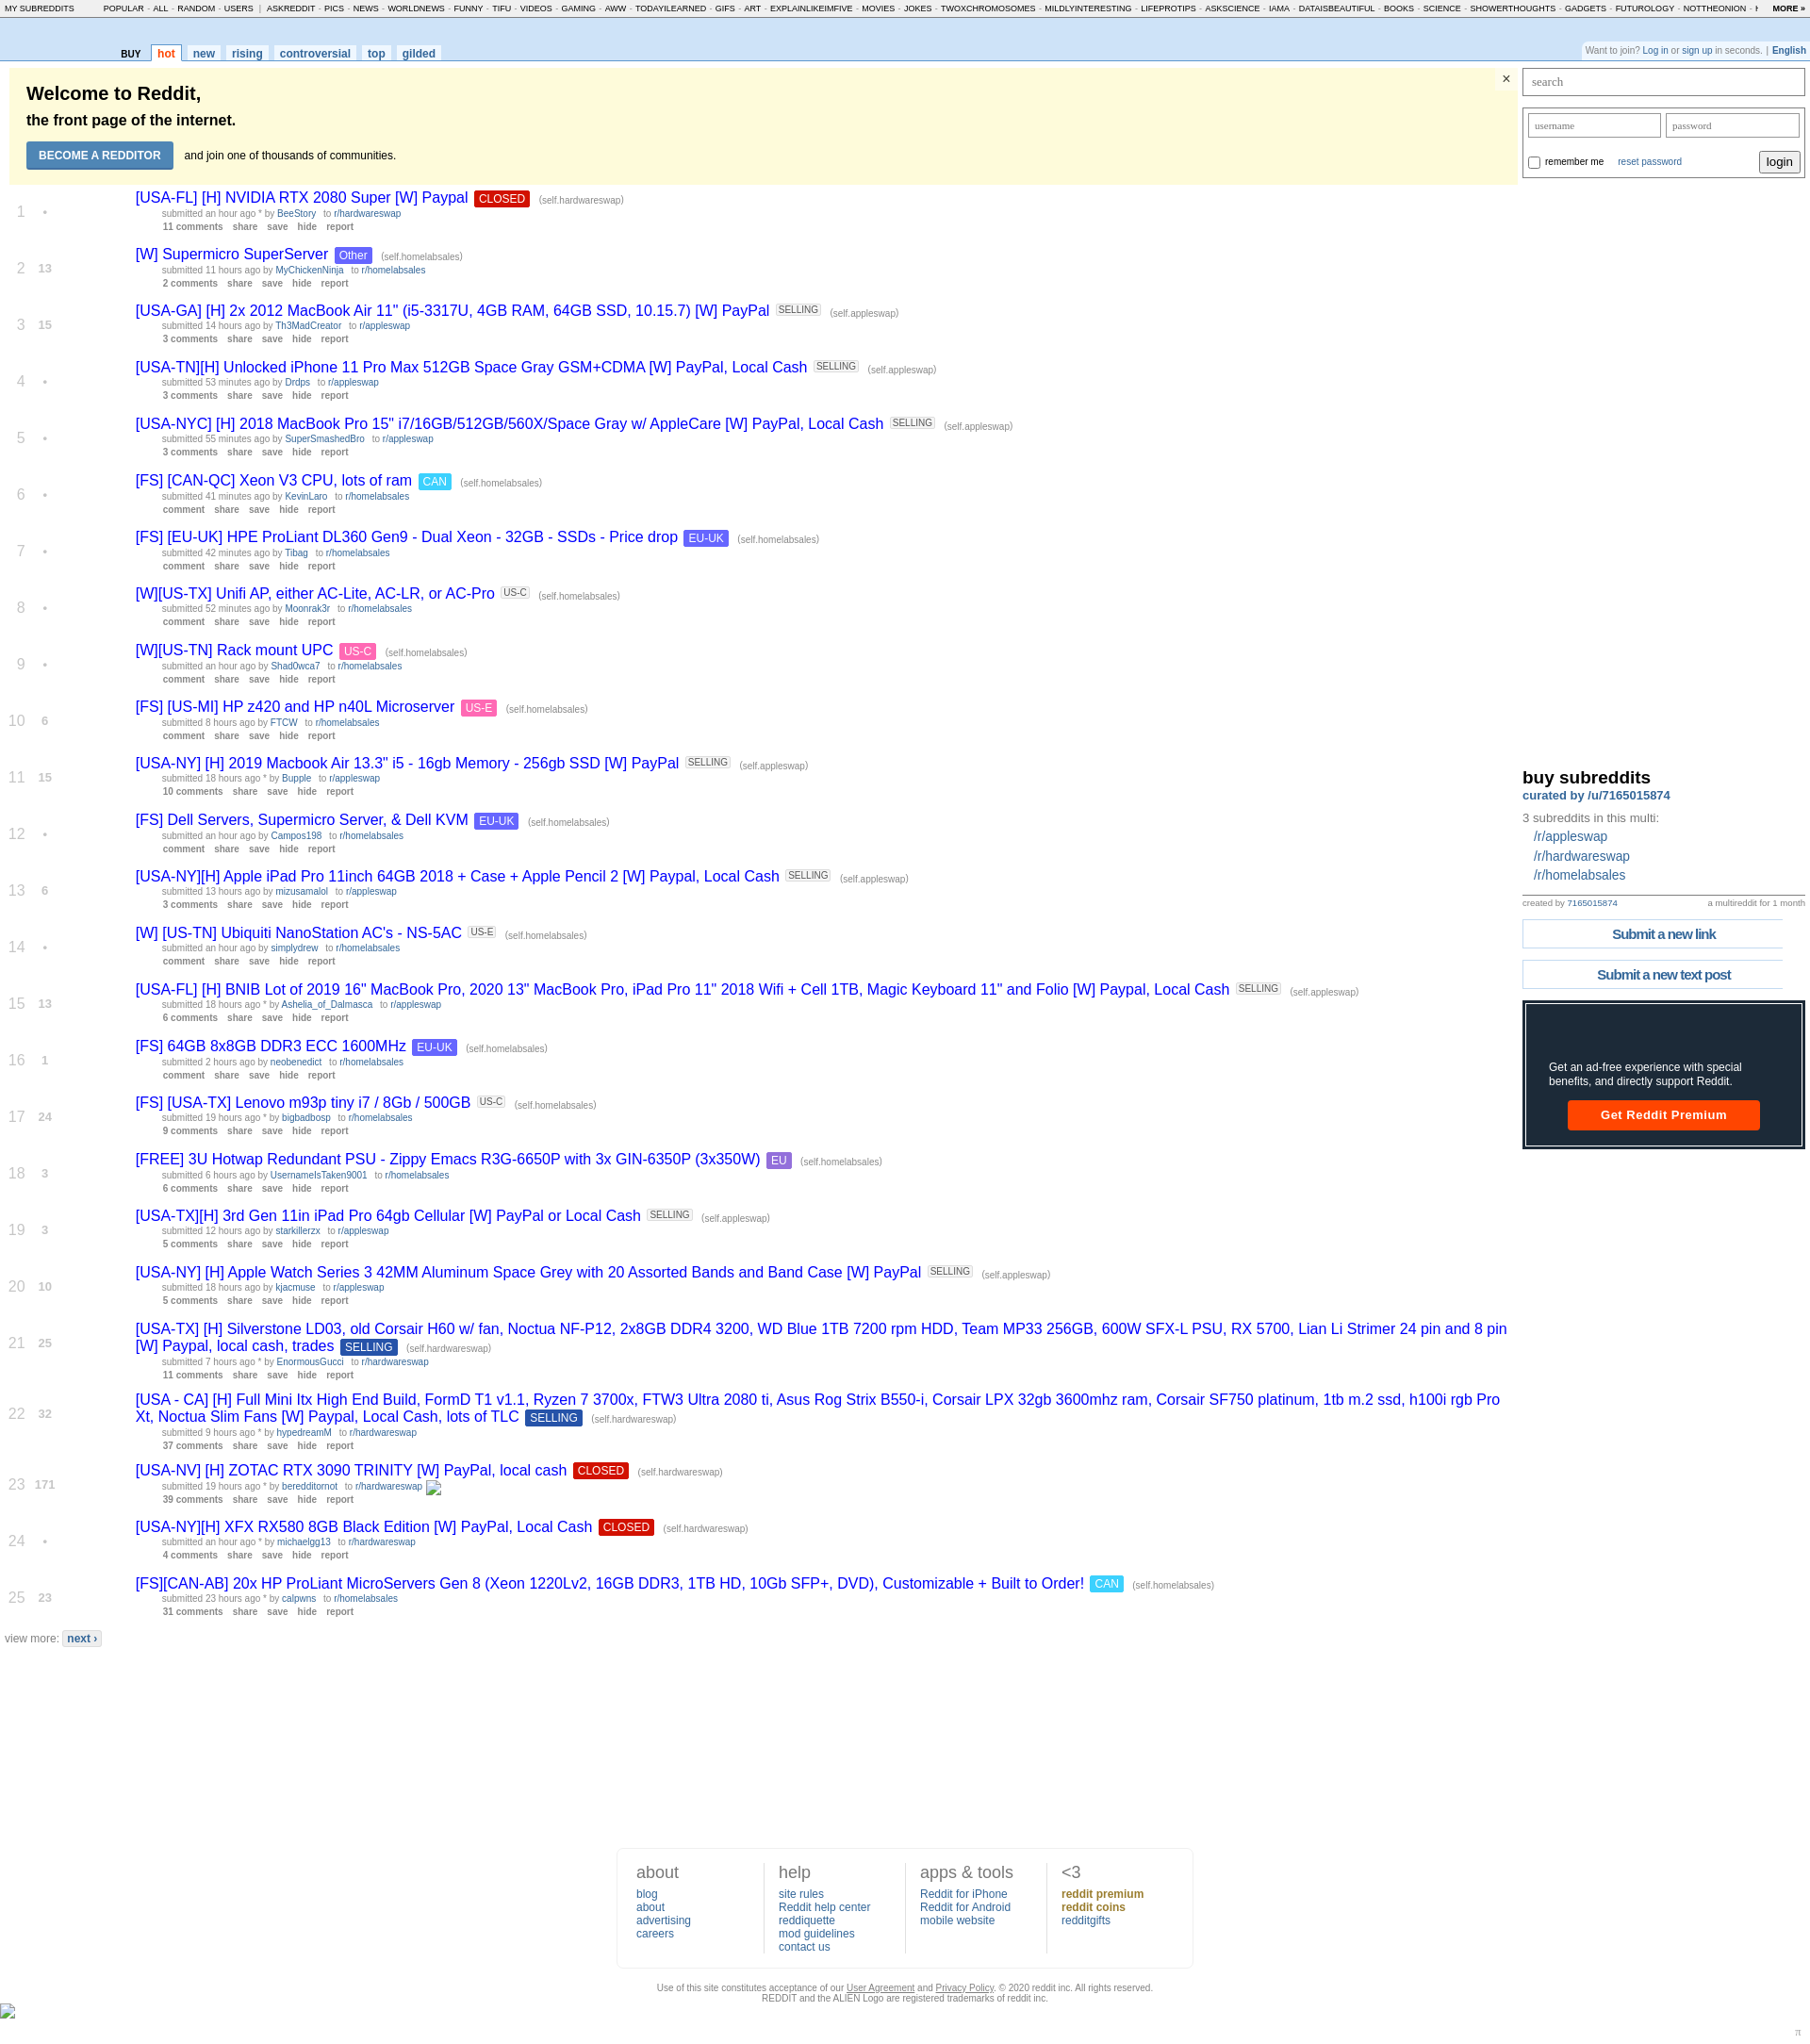 MY SUBREDDITS POPULAR - ALL - RANDOM - USERS | ASKREDDIT - PICS - NEWS - WORLDNEWS - FUNNY - TIFU - VIDEOS - GAMING - AWW - TODAYILEARNED - GIFS - ART - EXPLAINLIKEIMFIVE - MOVIES - JOKES - TWOXCHROMOSOMES - MILDLYINTERESTING - LIFEPROTIPS - ASKSCIENCE - IAMA - DATAISBEAUTIFUL - BOOKS - SCIENCE - SHOWERTHOUGHTS - GADGETS - FUTUROLOGY - NOTTHEONION - MORE »
BUY hot new rising controversial top gilded
Want to join? Log in or sign up in seconds. | English
Welcome to Reddit,
the front page of the internet.
BECOME A REDDITOR and join one of thousands of communities.
×
search
username password
remember me reset password login
1 • [USA-FL] [H] NVIDIA RTX 2080 Super [W] Paypal CLOSED (self.hardwareswap)
submitted an hour ago * by BeeStory to r/hardwareswap
11 comments share save hide report
2 13 [W] Supermicro SuperServer Other (self.homelabsales)
submitted 11 hours ago by MyChickenNinja to r/homelabsales
2 comments share save hide report
3 15 [USA-GA] [H] 2x 2012 MacBook Air 11" (i5-3317U, 4GB RAM, 64GB SSD, 10.15.7) [W] PayPal SELLING (self.appleswap)
submitted 14 hours ago by Th3MadCreator to r/appleswap
3 comments share save hide report
4 • [USA-TN][H] Unlocked iPhone 11 Pro Max 512GB Space Gray GSM+CDMA [W] PayPal, Local Cash SELLING (self.appleswap)
submitted 53 minutes ago by Drdps to r/appleswap
3 comments share save hide report
5 • [USA-NYC] [H] 2018 MacBook Pro 15" i7/16GB/512GB/560X/Space Gray w/ AppleCare [W] PayPal, Local Cash SELLING (self.appleswap)
submitted 55 minutes ago by SuperSmashedBro to r/appleswap
3 comments share save hide report
6 • [FS] [CAN-QC] Xeon V3 CPU, lots of ram CAN (self.homelabsales)
submitted 41 minutes ago by KevinLaro to r/homelabsales
comment share save hide report
7 • [FS] [EU-UK] HPE ProLiant DL360 Gen9 - Dual Xeon - 32GB - SSDs - Price drop EU-UK (self.homelabsales)
submitted 42 minutes ago by Tibag to r/homelabsales
comment share save hide report
8 • [W][US-TX] Unifi AP, either AC-Lite, AC-LR, or AC-Pro US-C (self.homelabsales)
submitted 52 minutes ago by Moonrak3r to r/homelabsales
comment share save hide report
9 • [W][US-TN] Rack mount UPC US-C (self.homelabsales)
submitted an hour ago by Shad0wca7 to r/homelabsales
comment share save hide report
10 6 [FS] [US-MI] HP z420 and HP n40L Microserver US-E (self.homelabsales)
submitted 8 hours ago by FTCW to r/homelabsales
comment share save hide report
11 15 [USA-NY] [H] 2019 Macbook Air 13.3" i5 - 16gb Memory - 256gb SSD [W] PayPal SELLING (self.appleswap)
submitted 18 hours ago * by Bupple to r/appleswap
10 comments share save hide report
12 • [FS] Dell Servers, Supermicro Server, & Dell KVM EU-UK (self.homelabsales)
submitted an hour ago by Campos198 to r/homelabsales
comment share save hide report
13 6 [USA-NY][H] Apple iPad Pro 11inch 64GB 2018 + Case + Apple Pencil 2 [W] Paypal, Local Cash SELLING (self.appleswap)
submitted 13 hours ago by mizusamalol to r/appleswap
3 comments share save hide report
14 • [W] [US-TN] Ubiquiti NanoStation AC's - NS-5AC US-E (self.homelabsales)
submitted an hour ago by simplydrew to r/homelabsales
comment share save hide report
15 13 [USA-FL] [H] BNIB Lot of 2019 16" MacBook Pro, 2020 13" MacBook Pro, iPad Pro 11" 2018 Wifi + Cell 1TB, Magic Keyboard 11" and Folio [W] Paypal, Local Cash SELLING (self.appleswap)
submitted 18 hours ago * by Ashelia_of_Dalmasca to r/appleswap
6 comments share save hide report
16 1 [FS] 64GB 8x8GB DDR3 ECC 1600MHz EU-UK (self.homelabsales)
submitted 2 hours ago by neobenedict to r/homelabsales
comment share save hide report
17 24 [FS] [USA-TX] Lenovo m93p tiny i7 / 8Gb / 500GB US-C (self.homelabsales)
submitted 19 hours ago * by bigbadbosp to r/homelabsales
9 comments share save hide report
18 3 [FREE] 3U Hotwap Redundant PSU - Zippy Emacs R3G-6650P with 3x GIN-6350P (3x350W) EU (self.homelabsales)
submitted 6 hours ago by UsernameIsTaken9001 to r/homelabsales
6 comments share save hide report
19 3 [USA-TX][H] 3rd Gen 11in iPad Pro 64gb Cellular [W] PayPal or Local Cash SELLING (self.appleswap)
submitted 12 hours ago by starkillerzx to r/appleswap
5 comments share save hide report
20 10 [USA-NY] [H] Apple Watch Series 3 42MM Aluminum Space Grey with 20 Assorted Bands and Band Case [W] PayPal SELLING (self.appleswap)
submitted 18 hours ago by kjacmuse to r/appleswap
5 comments share save hide report
21 25 [USA-TX] [H] Silverstone LD03, old Corsair H60 w/ fan, Noctua NF-P12, 2x8GB DDR4 3200, WD Blue 1TB 7200 rpm HDD, Team MP33 256GB, 600W SFX-L PSU, RX 5700, Lian Li Strimer 24 pin and 8 pin
[W] Paypal, local cash, trades SELLING (self.hardwareswap)
submitted 7 hours ago * by EnormousGucci to r/hardwareswap
11 comments share save hide report
22 32 [USA - CA] [H] Full Mini Itx High End Build, FormD T1 v1.1, Ryzen 7 3700x, FTW3 Ultra 2080 ti, Asus Rog Strix B550-i, Corsair LPX 32gb 3600mhz ram, Corsair SF750 platinum, 1tb m.2 ssd, h100i rgb Pro
Xt, Noctua Slim Fans [W] Paypal, Local Cash, lots of TLC SELLING (self.hardwareswap)
submitted 9 hours ago * by hypedreamM to r/hardwareswap
37 comments share save hide report
23 171 [USA-NV] [H] ZOTAC RTX 3090 TRINITY [W] PayPal, local cash CLOSED (self.hardwareswap)
submitted 19 hours ago * by beredditornot to r/hardwareswap
39 comments share save hide report
24 • [USA-NY][H] XFX RX580 8GB Black Edition [W] PayPal, Local Cash CLOSED (self.hardwareswap)
submitted an hour ago * by michaelgg13 to r/hardwareswap
4 comments share save hide report
25 23 [FS][CAN-AB] 20x HP ProLiant MicroServers Gen 8 (Xeon 1220Lv2, 16GB DDR3, 1TB HD, 10Gb SFP+, DVD), Customizable + Built to Order! CAN (self.homelabsales)
submitted 23 hours ago * by calpwns to r/homelabsales
31 comments share save hide report
view more: next ›
buy subreddits
curated by /u/7165015874
3 subreddits in this multi:
/r/appleswap
/r/hardwareswap
/r/homelabsales
created by 7165015874 a multireddit for 1 month
Submit a new link
Submit a new text post
Get an ad-free experience with special
benefits, and directly support Reddit.
Get Reddit Premium
about
blog
about
advertising
careers
help
site rules
Reddit help center
reddiquette
mod guidelines
contact us
apps & tools
Reddit for iPhone
Reddit for Android
mobile website
<3
reddit premium
reddit coins
redditgifts
Use of this site constitutes acceptance of our User Agreement and Privacy Policy. © 2020 reddit inc. All rights reserved.
REDDIT and the ALIEN Logo are registered trademarks of reddit inc.
π